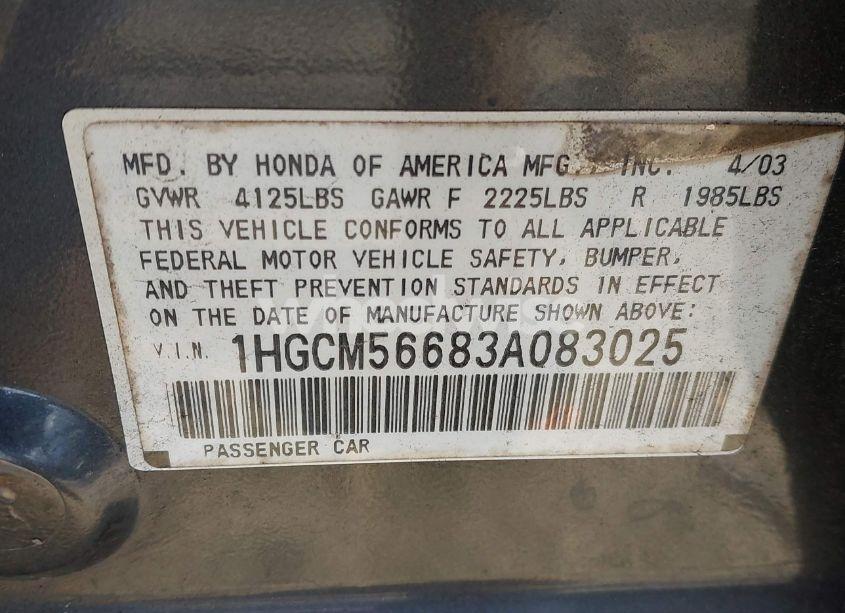 MFD. BY HONDA OF AMERICA MFG. INC. 4/03
GVWR 4125LBS GAWR F 2225LBS R 1985LBS
THIS VEHICLE CONFORMS TO ALL APPLICABLE
FEDERAL MOTOR VEHICLE SAFETY, BUMPER,
AND THEFT PREVENTION STANDARDS IN EFFECT
ON THE DATE OF MANUFACTURE SHOWN ABOVE:
V.I.N. 1HGCM56683A083025
PASSENGER CAR